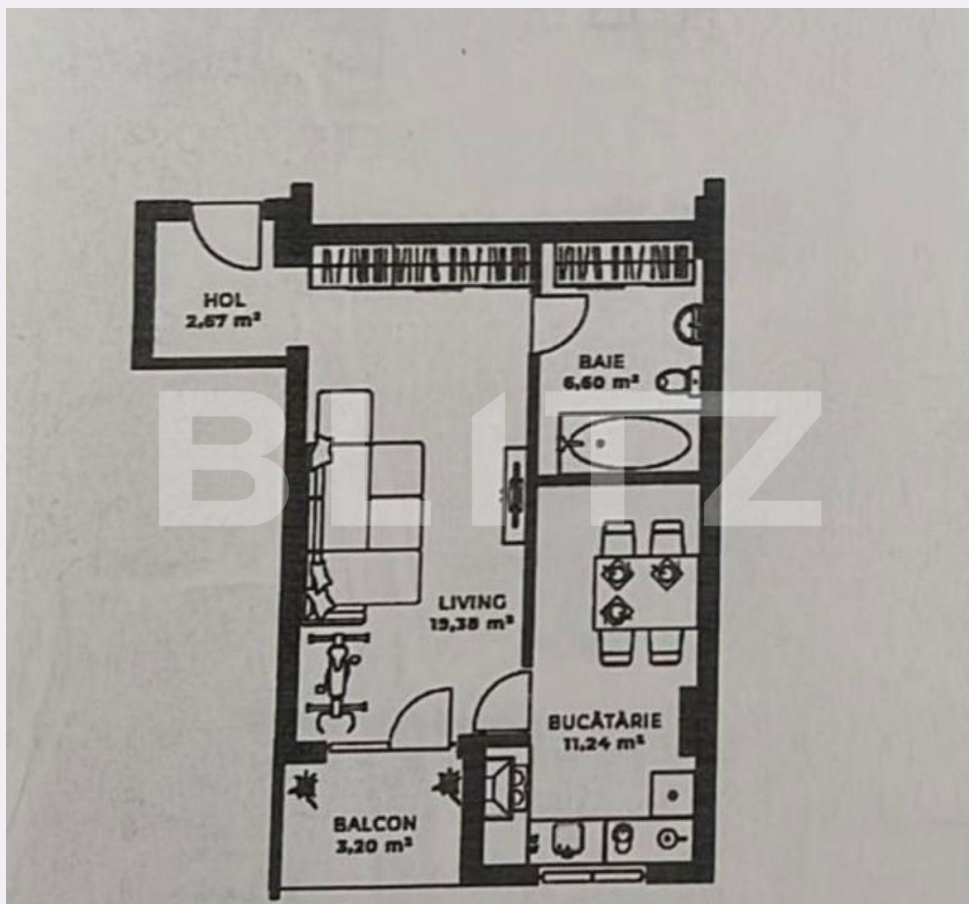 HOL
2,67 m²
BAIE
6,60 m²
BLITZ
LIVING
19,38 m²
BUCĂTĂRIE
11,24 m²
BALCON
3,20 m²